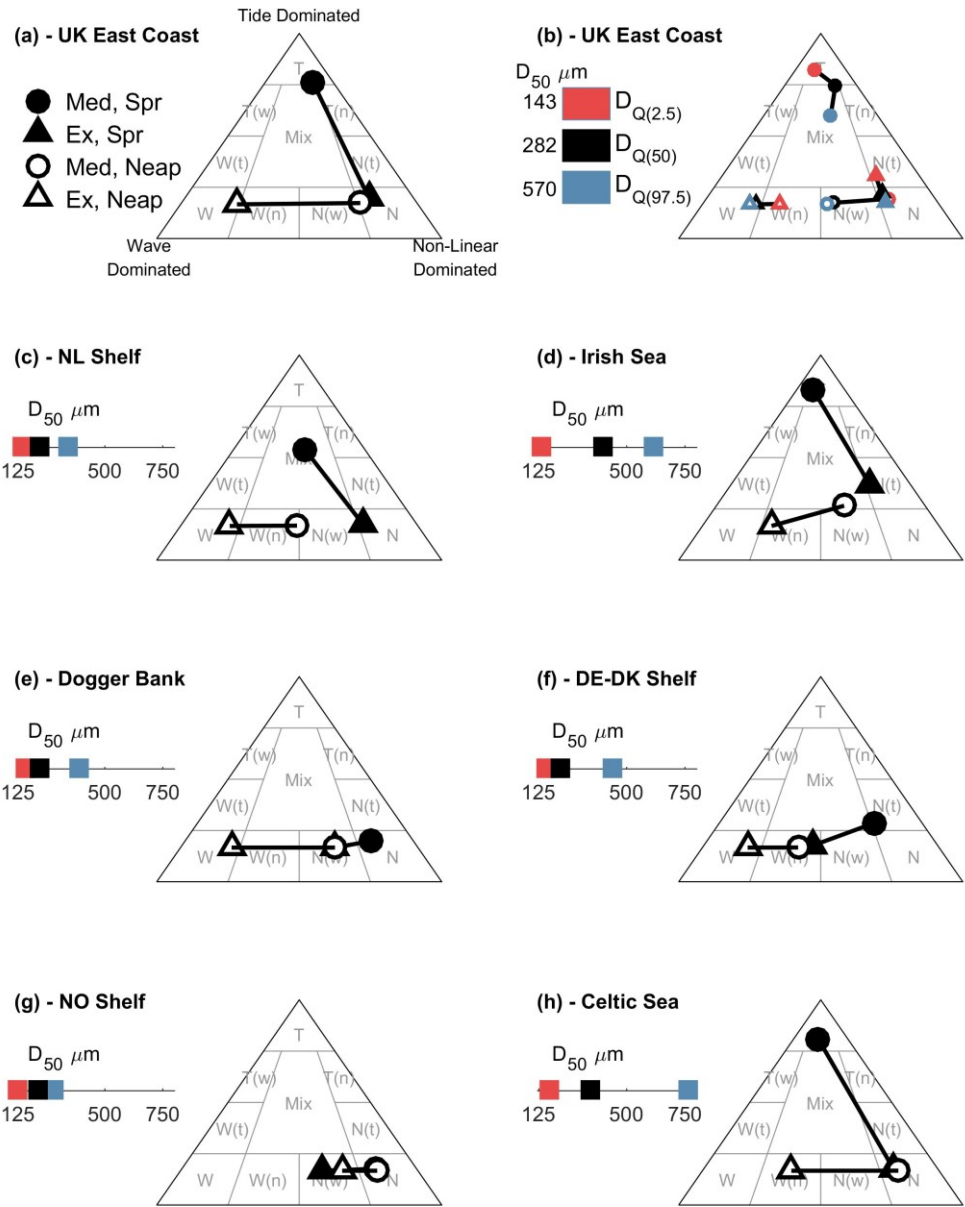 Tide Dominated
(a) - UK East Coast
Med, Spr
Ex, Spr
Med, Neap
Ex, Neap
T
T(w)
T(n)
Mix
W(t)
N(t)
W
W(n)
N(w)
N
Wave
Dominated
Non-Linear
Dominated
(b) - UK East Coast
D50 μm
143
DQ(2.5)
282
DQ(50)
570
DQ(97.5)
T
T(w)
T(n)
Mix
W(t)
N(t)
W
W(n)
N(w)
N
(c) - NL Shelf
D50 μm
125 500 750
T
T(w)
T(n)
Mix
W(t)
N(t)
W
W(n)
N(w)
N
(d) - Irish Sea
D50 μm
125 500 750
T(w)
T(n)
Mix
W(t)
N(t)
W
W(n)
N(w)
N
(e) - Dogger Bank
D50 μm
125 500 750
T
T(w)
T(n)
Mix
W(t)
N(t)
W
W(n)
N(w)
N
(f) - DE-DK Shelf
D50 μm
125 500 750
T
T(w)
T(n)
Mix
W(t)
N(t)
W
W(n)
N(w)
N
(g) - NO Shelf
D50 μm
125 500 750
T
T(w)
T(n)
Mix
W(t)
N(t)
W
W(n)
N(w)
N
(h) - Celtic Sea
D50 μm
125 500 750
T(w)
T(n)
Mix
W(t)
N(t)
W
W(n)
N(w)
N